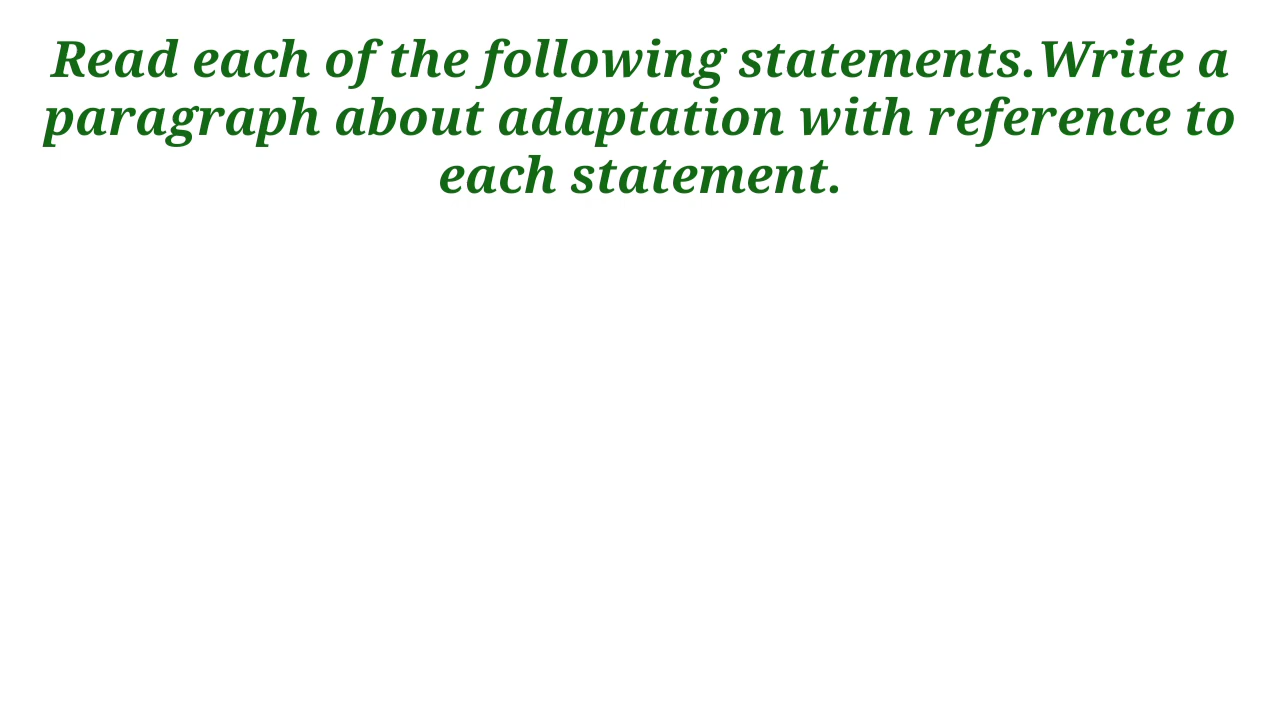 Read each of the following statements.Write a
paragraph about adaptation with reference to
each statement.